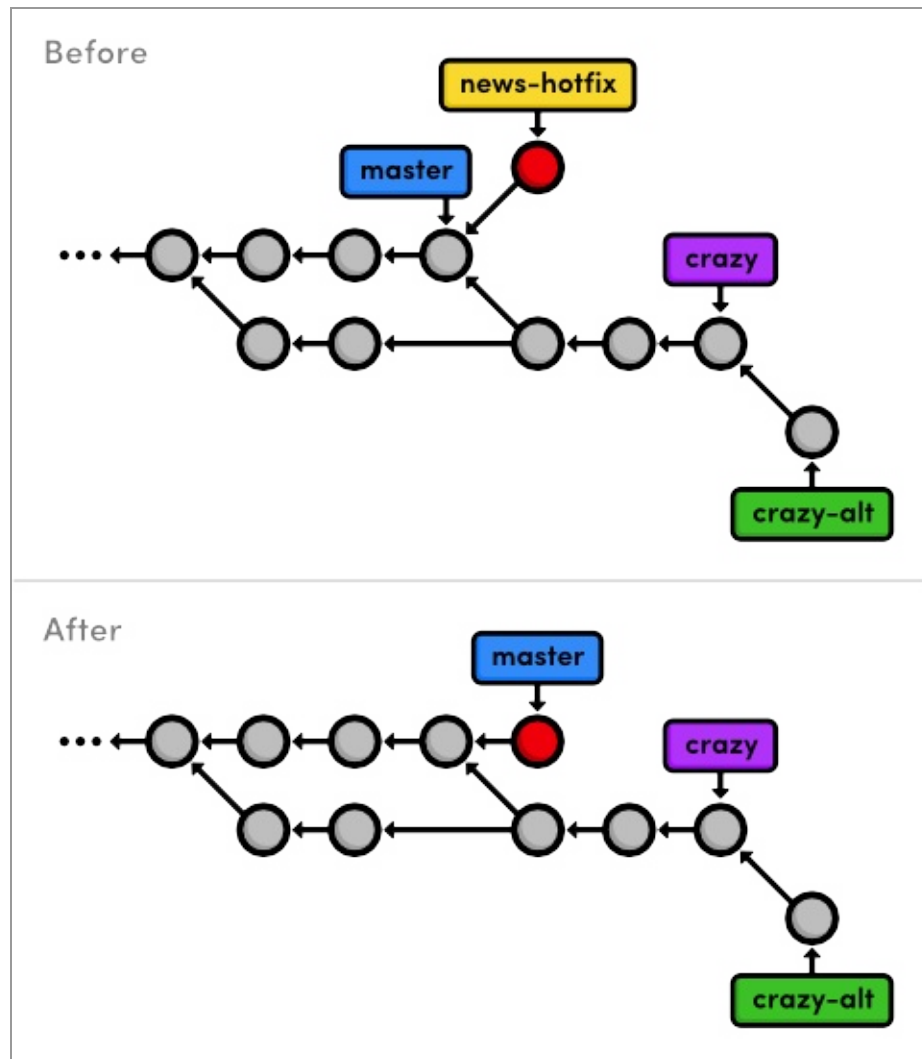 Before
news-hotfix
master
crazy
crazy-alt
After
master
crazy
crazy-alt